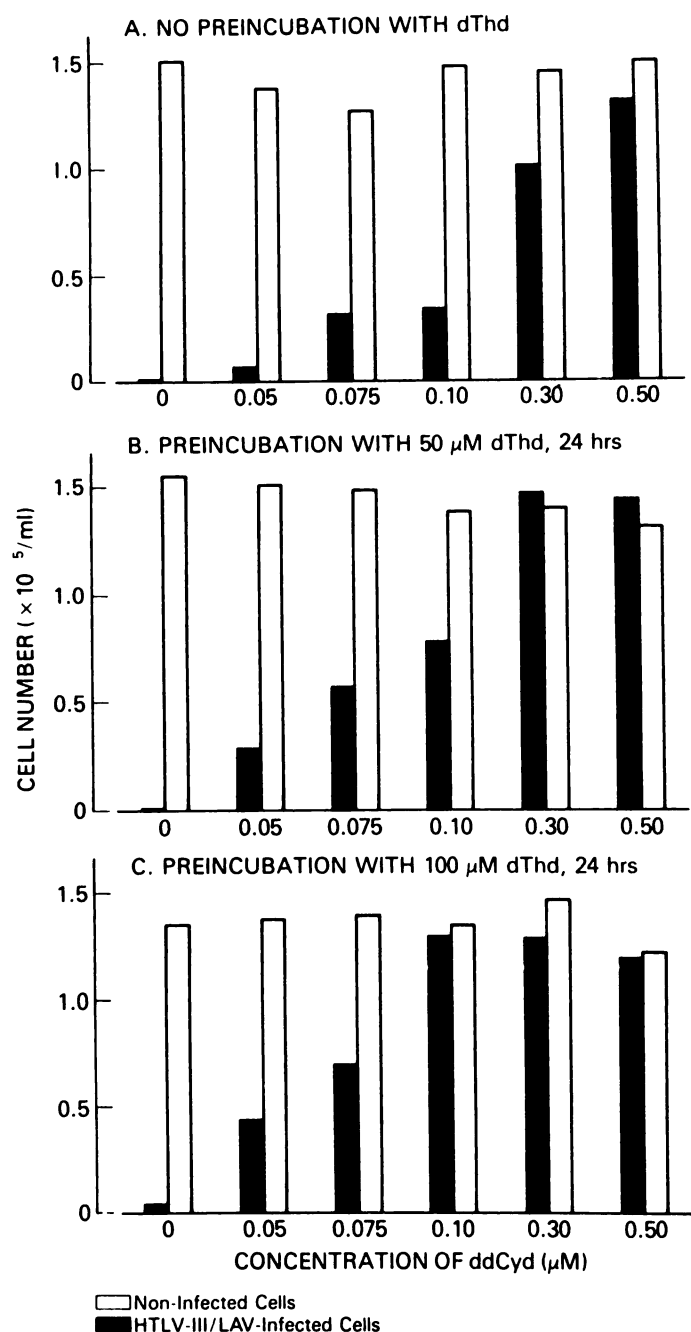 A. NO PREINCUBATION WITH dThd
1.5
1.0
0.5
0
0 0.05 0.075 0.10 0.30 0.50
B. PREINCUBATION WITH 50 μM dThd, 24 hrs
1.5
1.0
0.5
0
0 0.05 0.075 0.10 0.30 0.50
CELL NUMBER (× 10 5/ml)
C. PREINCUBATION WITH 100 μM dThd, 24 hrs
1.5
1.0
0.5
0
0 0.05 0.075 0.10 0.30 0.50
CONCENTRATION OF ddCyd (μM)
Non-Infected Cells
HTLV-III/LAV-Infected Cells